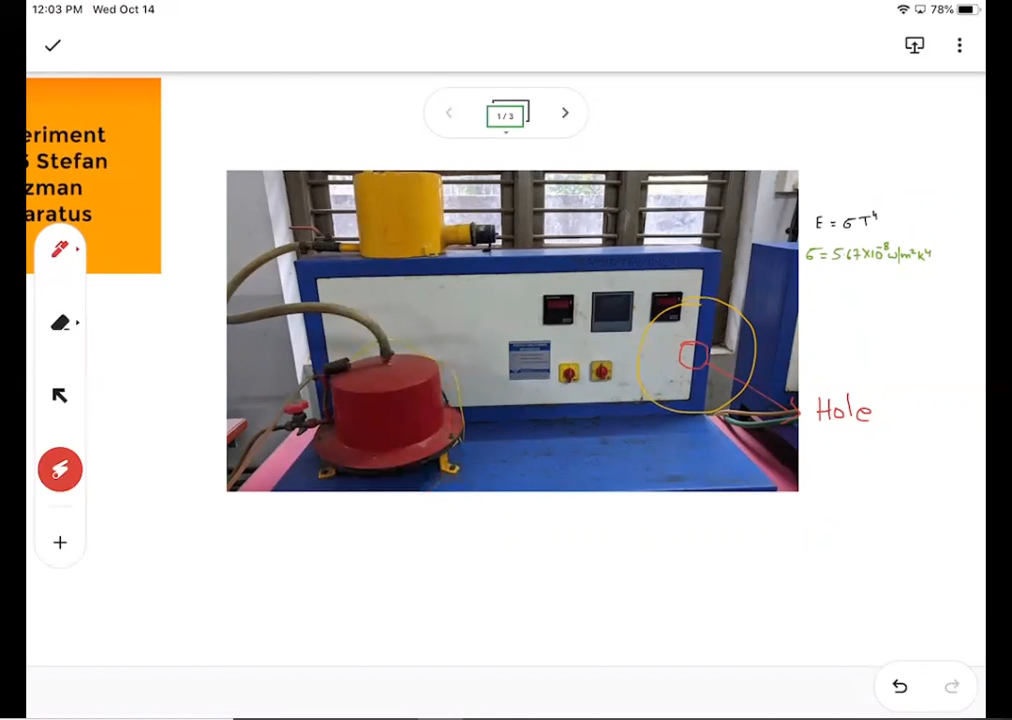 12:03 PM Wed Oct 14
78%
1 / 3
eriment
Stefan
zman
aratus
E = σ T⁴
σ = 5.67×10⁻⁸ w/m²k⁴
Hole